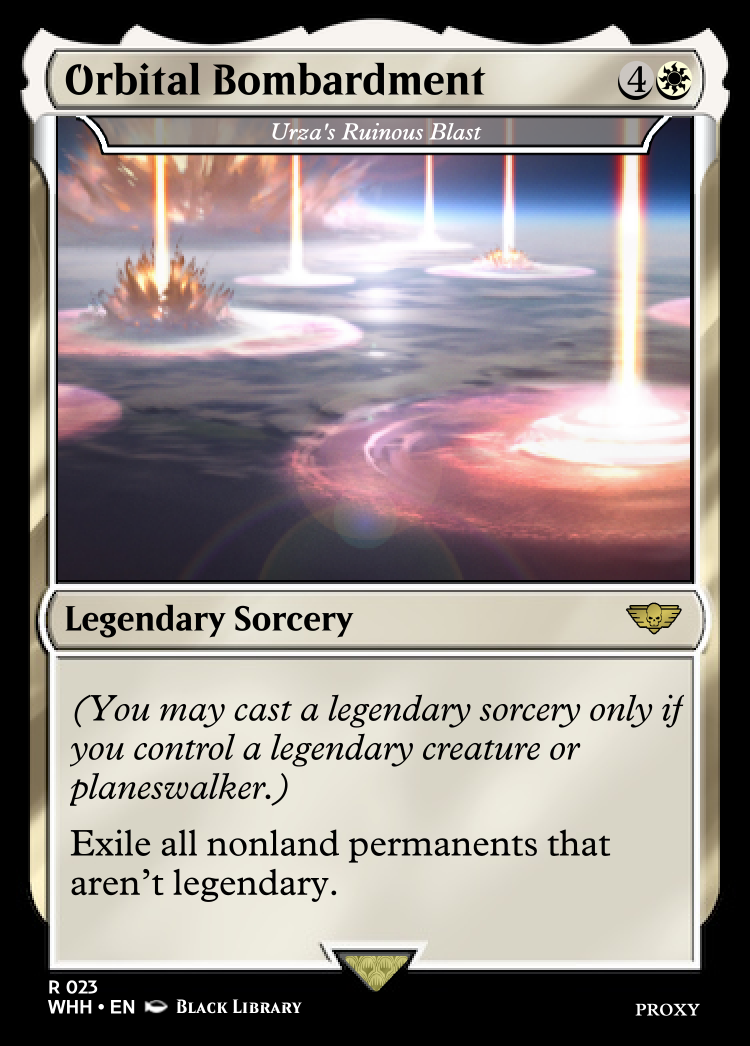 Orbital Bombardment 4
Urza's Ruinous Blast
Legendary Sorcery
(You may cast a legendary sorcery only if
you control a legendary creature or
planeswalker.)
Exile all nonland permanents that
aren't legendary.
R 023
WHH • EN BLACK LIBRARY
PROXY